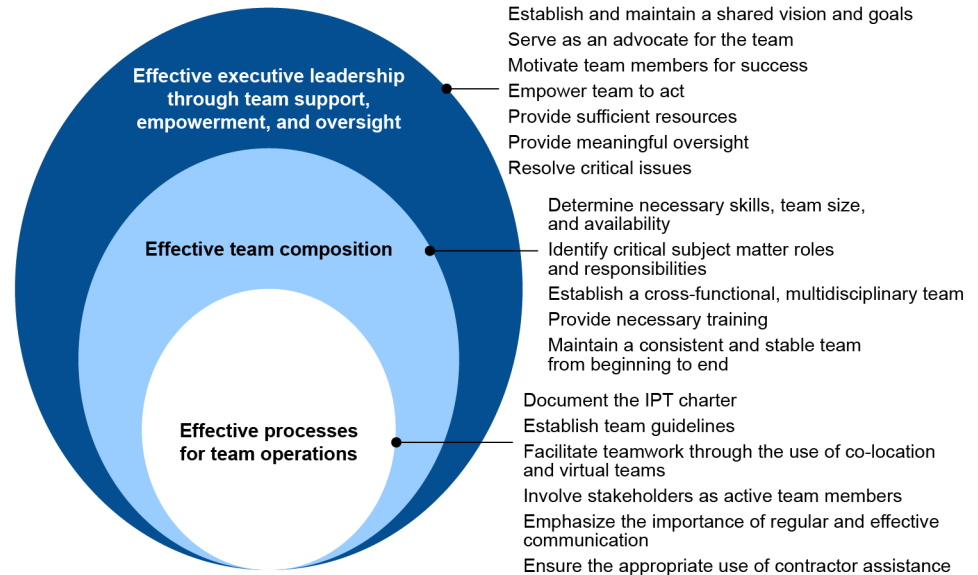 Effective executive leadership
through team support,
empowerment, and oversight
Establish and maintain a shared vision and goals
Serve as an advocate for the team
Motivate team members for success
Empower team to act
Provide sufficient resources
Provide meaningful oversight
Resolve critical issues
Effective team composition
Determine necessary skills, team size,
and availability
Identify critical subject matter roles
and responsibilities
Establish a cross-functional, multidisciplinary team
Provide necessary training
Maintain a consistent and stable team
from beginning to end
Effective processes
for team operations
Document the IPT charter
Establish team guidelines
Facilitate teamwork through the use of co-location
and virtual teams
Involve stakeholders as active team members
Emphasize the importance of regular and effective
communication
Ensure the appropriate use of contractor assistance